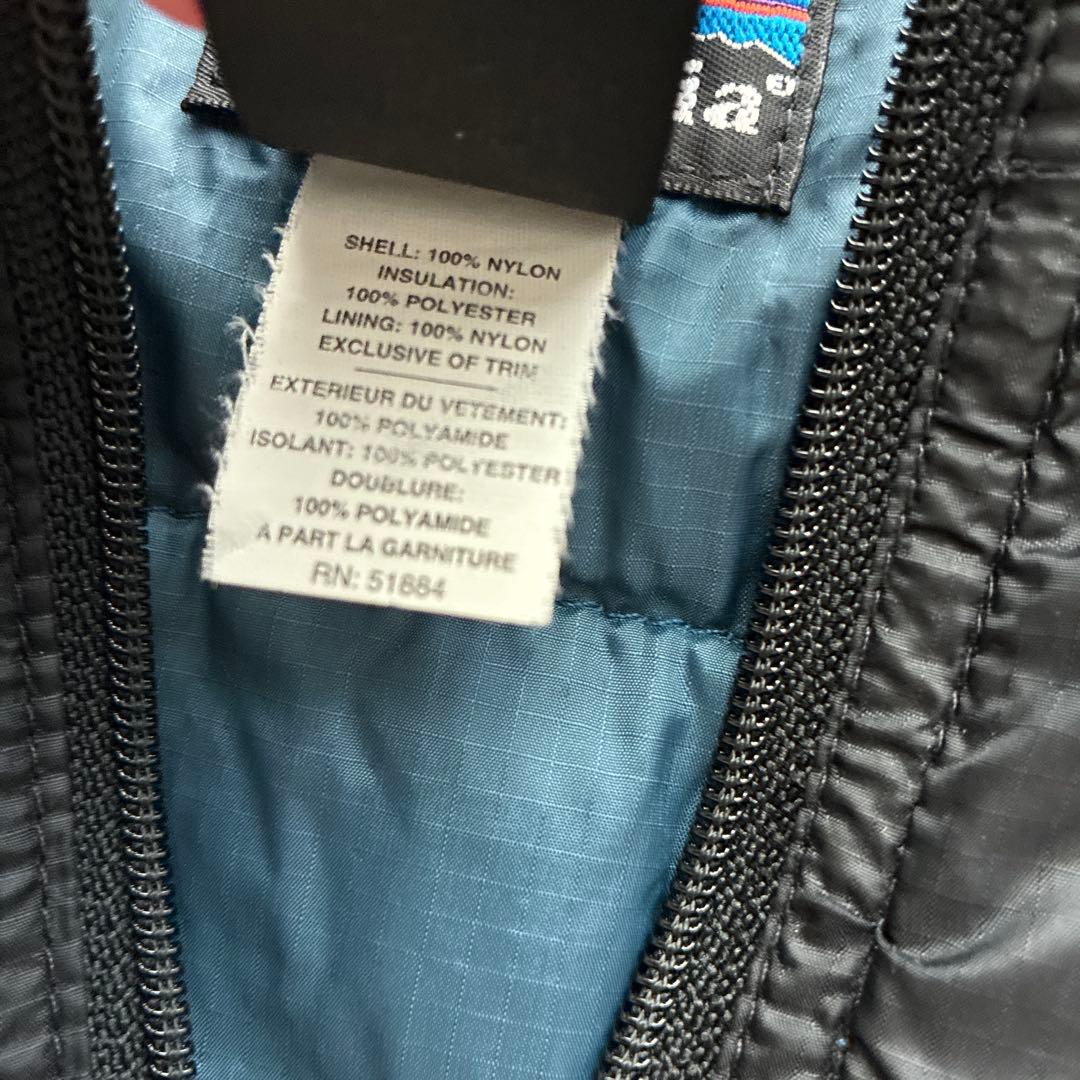 ia®
SHELL: 100% NYLON
INSULATION:
100% POLYESTER
LINING: 100% NYLON
EXCLUSIVE OF TRIM
EXTERIEUR DU VETEMENT:
100% POLYAMIDE
ISOLANT: 100% POLYESTER
DOUBLURE:
100% POLYAMIDE
A PART LA GARNITURE
RN: 51884